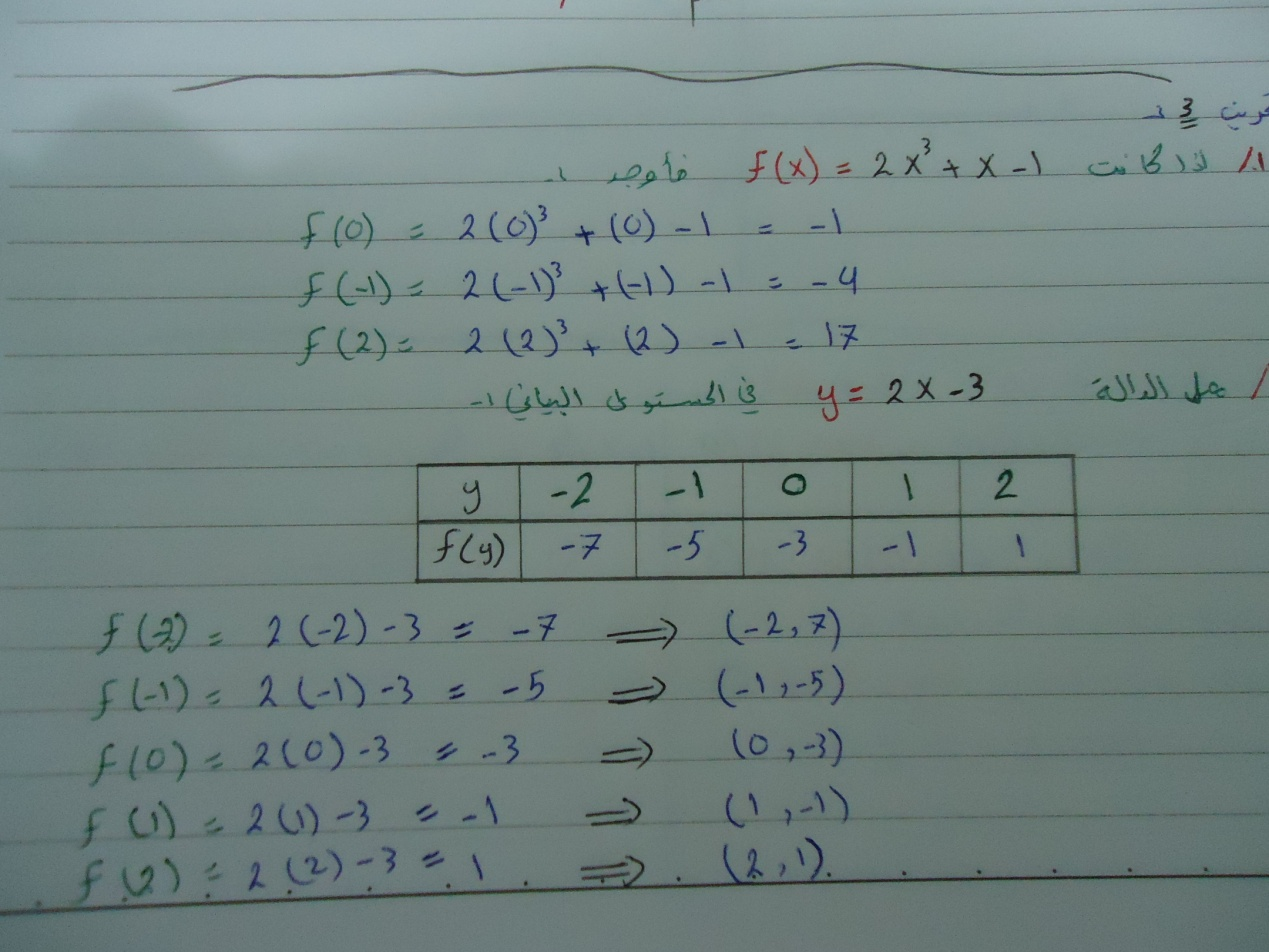 تمرين 3 :-
1/ إذا كانت f(x) = 2x³ + x - 1 فأوجد :-
f(0) = 2(0)³ + (0) - 1 = -1
f(-1) = 2(-1)³ + (-1) - 1 = -4
f(2) = 2(2)³ + (2) - 1 = 17
/ مثل الدالة y = 2x - 3 في المستوى البياني :-
y -2 -1 0 1 2
f(y) -7 -5 -3 -1 1
f(-2) = 2(-2) - 3 = -7 ⟹ (-2, 7)
f(-1) = 2(-1) - 3 = -5 ⟹ (-1, -5)
f(0) = 2(0) - 3 = -3 ⟹ (0, -3)
f(1) = 2(1) - 3 = -1 ⟹ (1, -1)
f(2) = 2(2) - 3 = 1 ⟹ (2, 1)